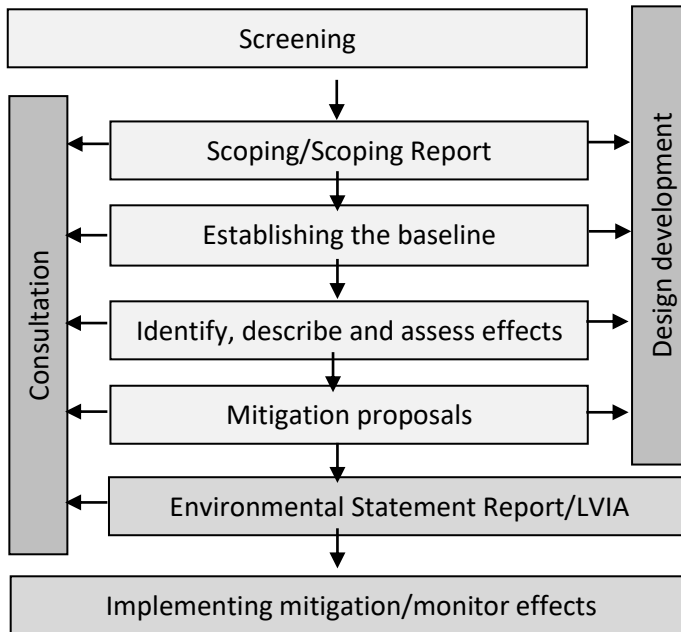 Screening
Scoping/Scoping Report
Establishing the baseline
Identify, describe and assess effects
Mitigation proposals
Environmental Statement Report/LVIA
Implementing mitigation/monitor effects
Consultation
Design development